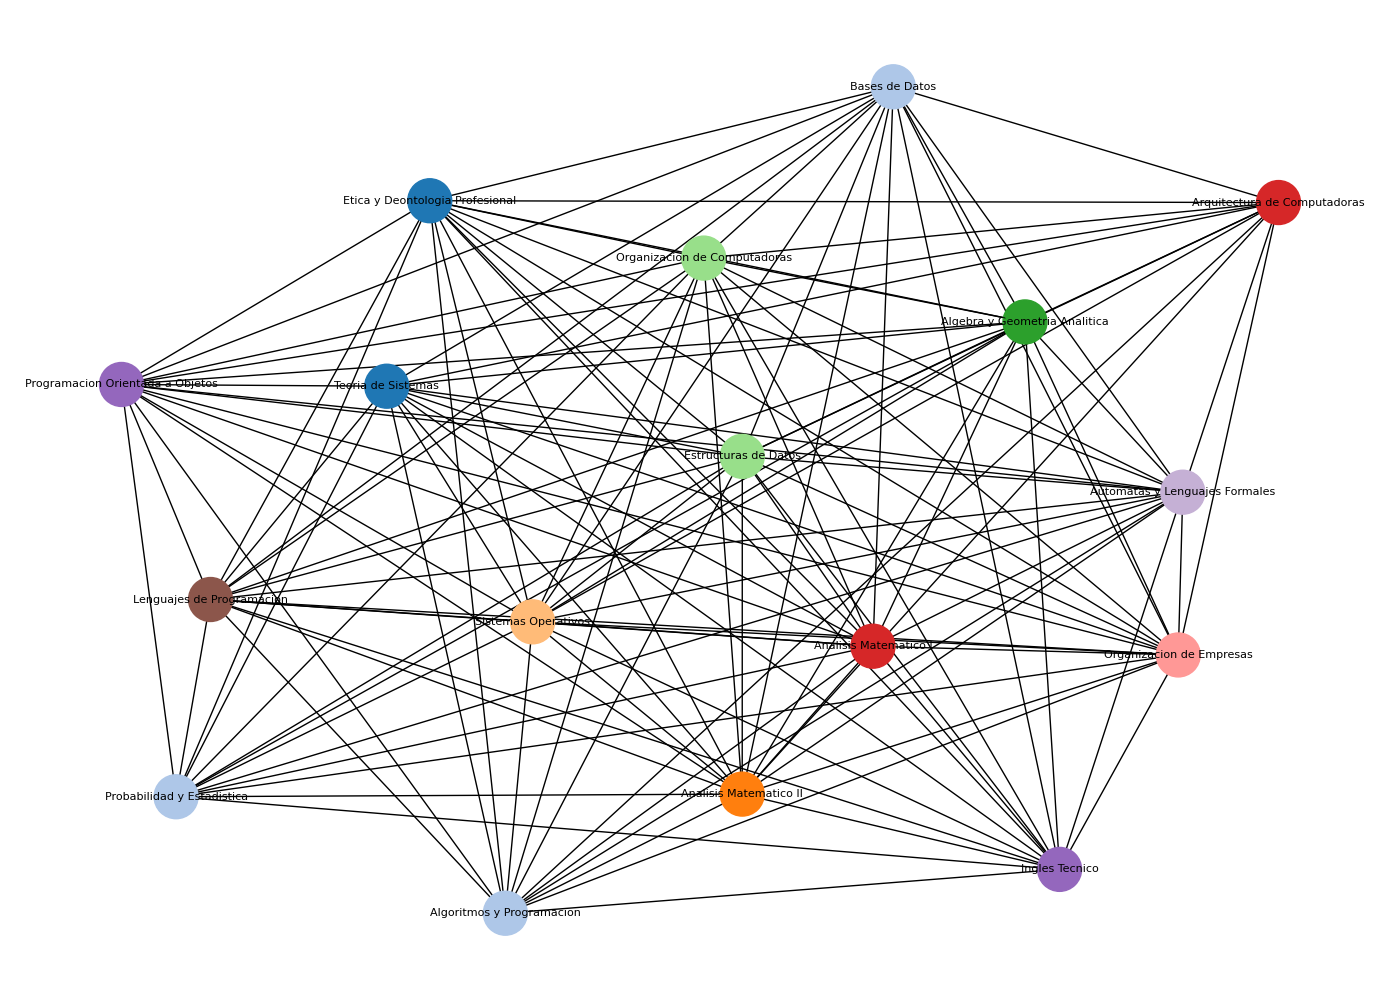 Bases de Datos
Etica y Deontologia Profesional
Arquitectura de Computadoras
Organizacion de Computadoras
Algebra y Geometria Analitica
Programacion Orientada a Objetos
Teoria de Sistemas
Estructuras de Datos
Automatas y Lenguajes Formales
Lenguajes de Programacion
Sistemas Operativos
Analisis Matematico I
Organizacion de Empresas
Probabilidad y Estadistica
Analisis Matematico II
Ingles Tecnico
Algoritmos y Programacion